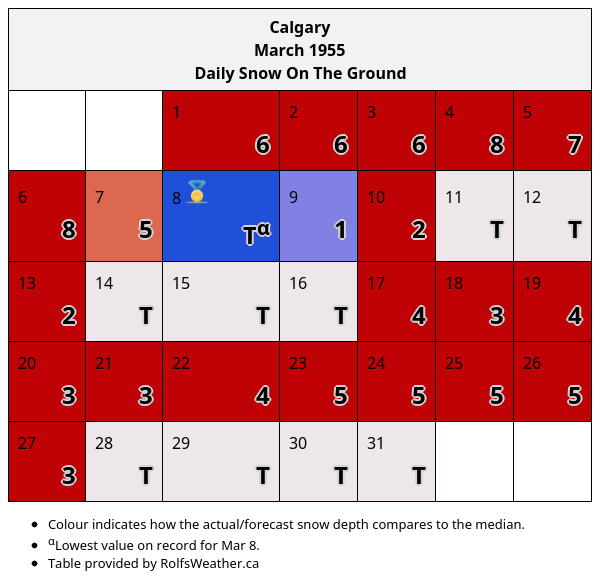 Calgary
March 1955
Daily Snow On The Ground
1 2 3 4 5
6 6 6 8 7
6 7 8 9 10 11 12
8 5 Tα 1 2 T T
13 14 15 16 17 18 19
2 T T T 4 3 4
20 21 22 23 24 25 26
3 3 4 5 5 5 5
27 28 29 30 31
3 T T T T
• Colour indicates how the actual/forecast snow depth compares to the median.
• αLowest value on record for Mar 8.
• Table provided by RolfsWeather.ca